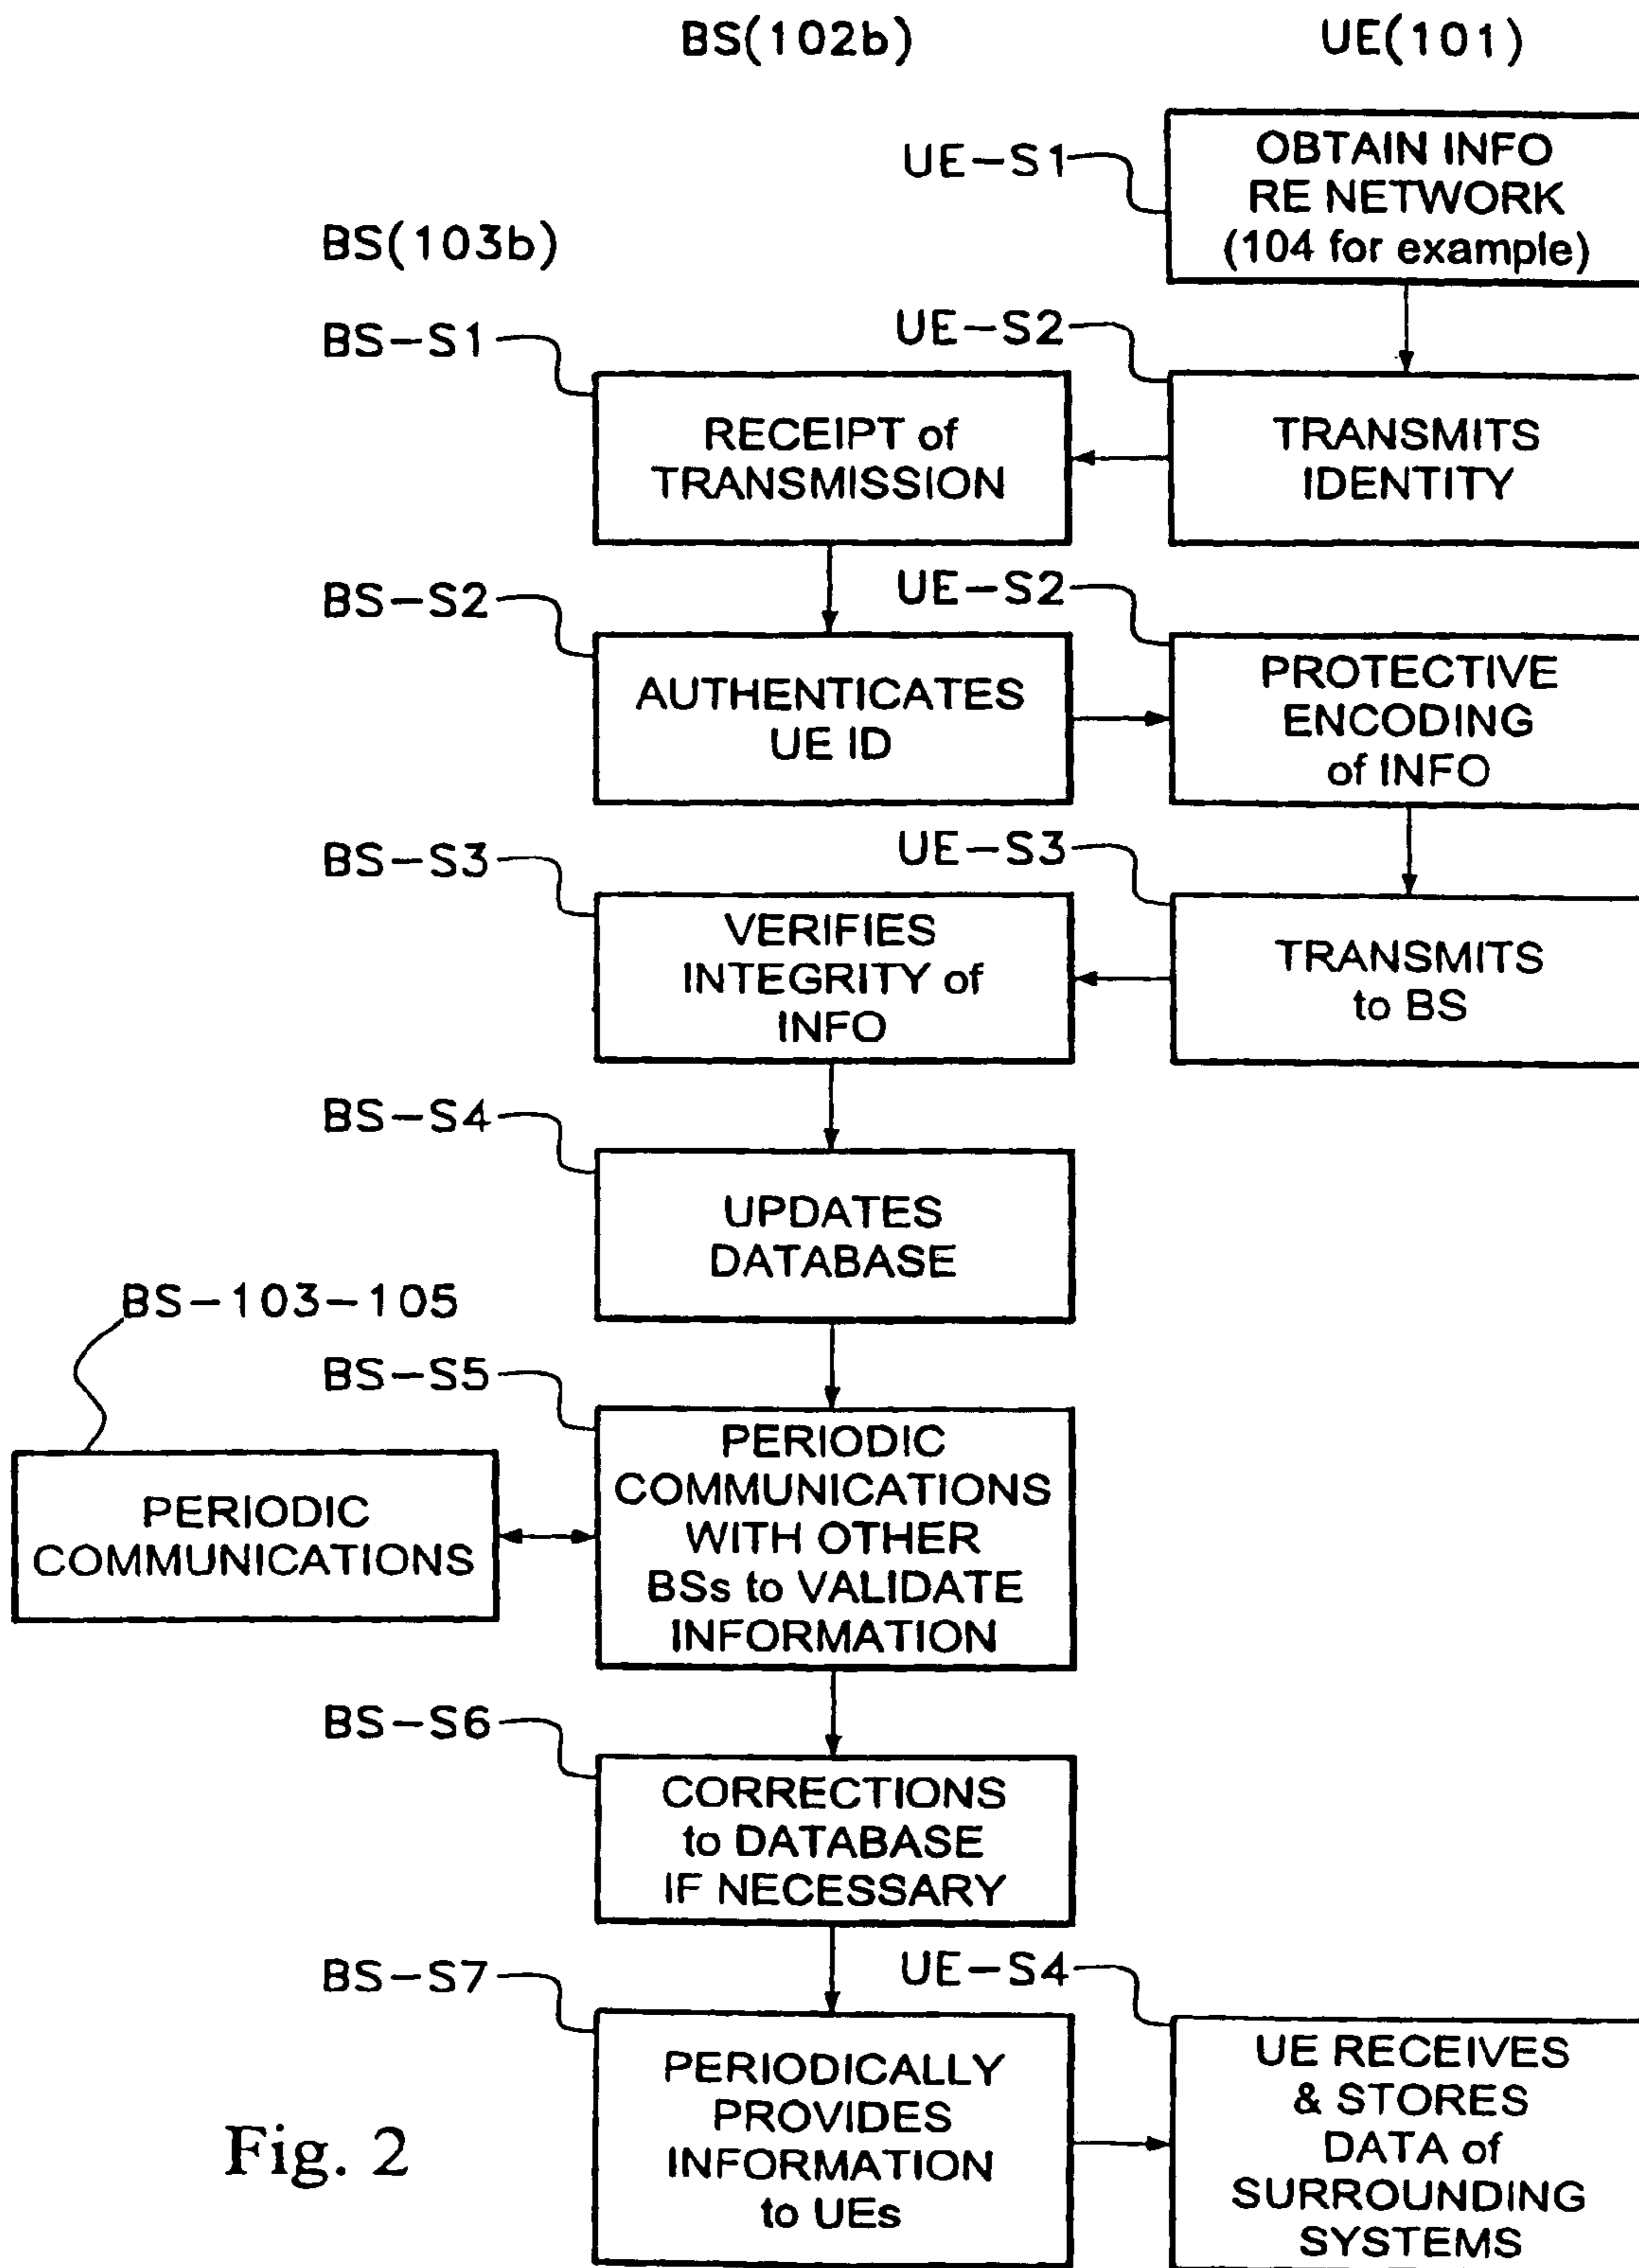 BS(102b)
UE(101)
UE-S1
OBTAIN INFO
RE NETWORK
(104 for example)
BS(103b)
BS-S1
UE-S2
RECEIPT of
TRANSMISSION
TRANSMITS
IDENTITY
BS-S2
UE-S2
AUTHENTICATES
UE ID
PROTECTIVE
ENCODING
of INFO
BS-S3
UE-S3
VERIFIES
INTEGRITY of
INFO
TRANSMITS
to BS
BS-S4
UPDATES
DATABASE
BS-103-105
BS-S5
PERIODIC
COMMUNICATIONS
PERIODIC
COMMUNICATIONS
WITH OTHER
BSs to VALIDATE
INFORMATION
BS-S6
CORRECTIONS
to DATABASE
IF NECESSARY
BS-S7
UE-S4
PERIODICALLY
PROVIDES
INFORMATION
to UEs
UE RECEIVES
& STORES
DATA of
SURROUNDING
SYSTEMS
Fig. 2